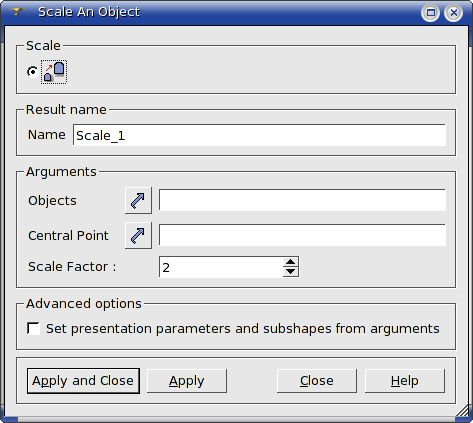 Scale An Object
Scale
Result name
Name Scale_1
Arguments
Objects
Central Point
Scale Factor : 2
Advanced options
Set presentation parameters and subshapes from arguments
Apply and Close Apply Close Help